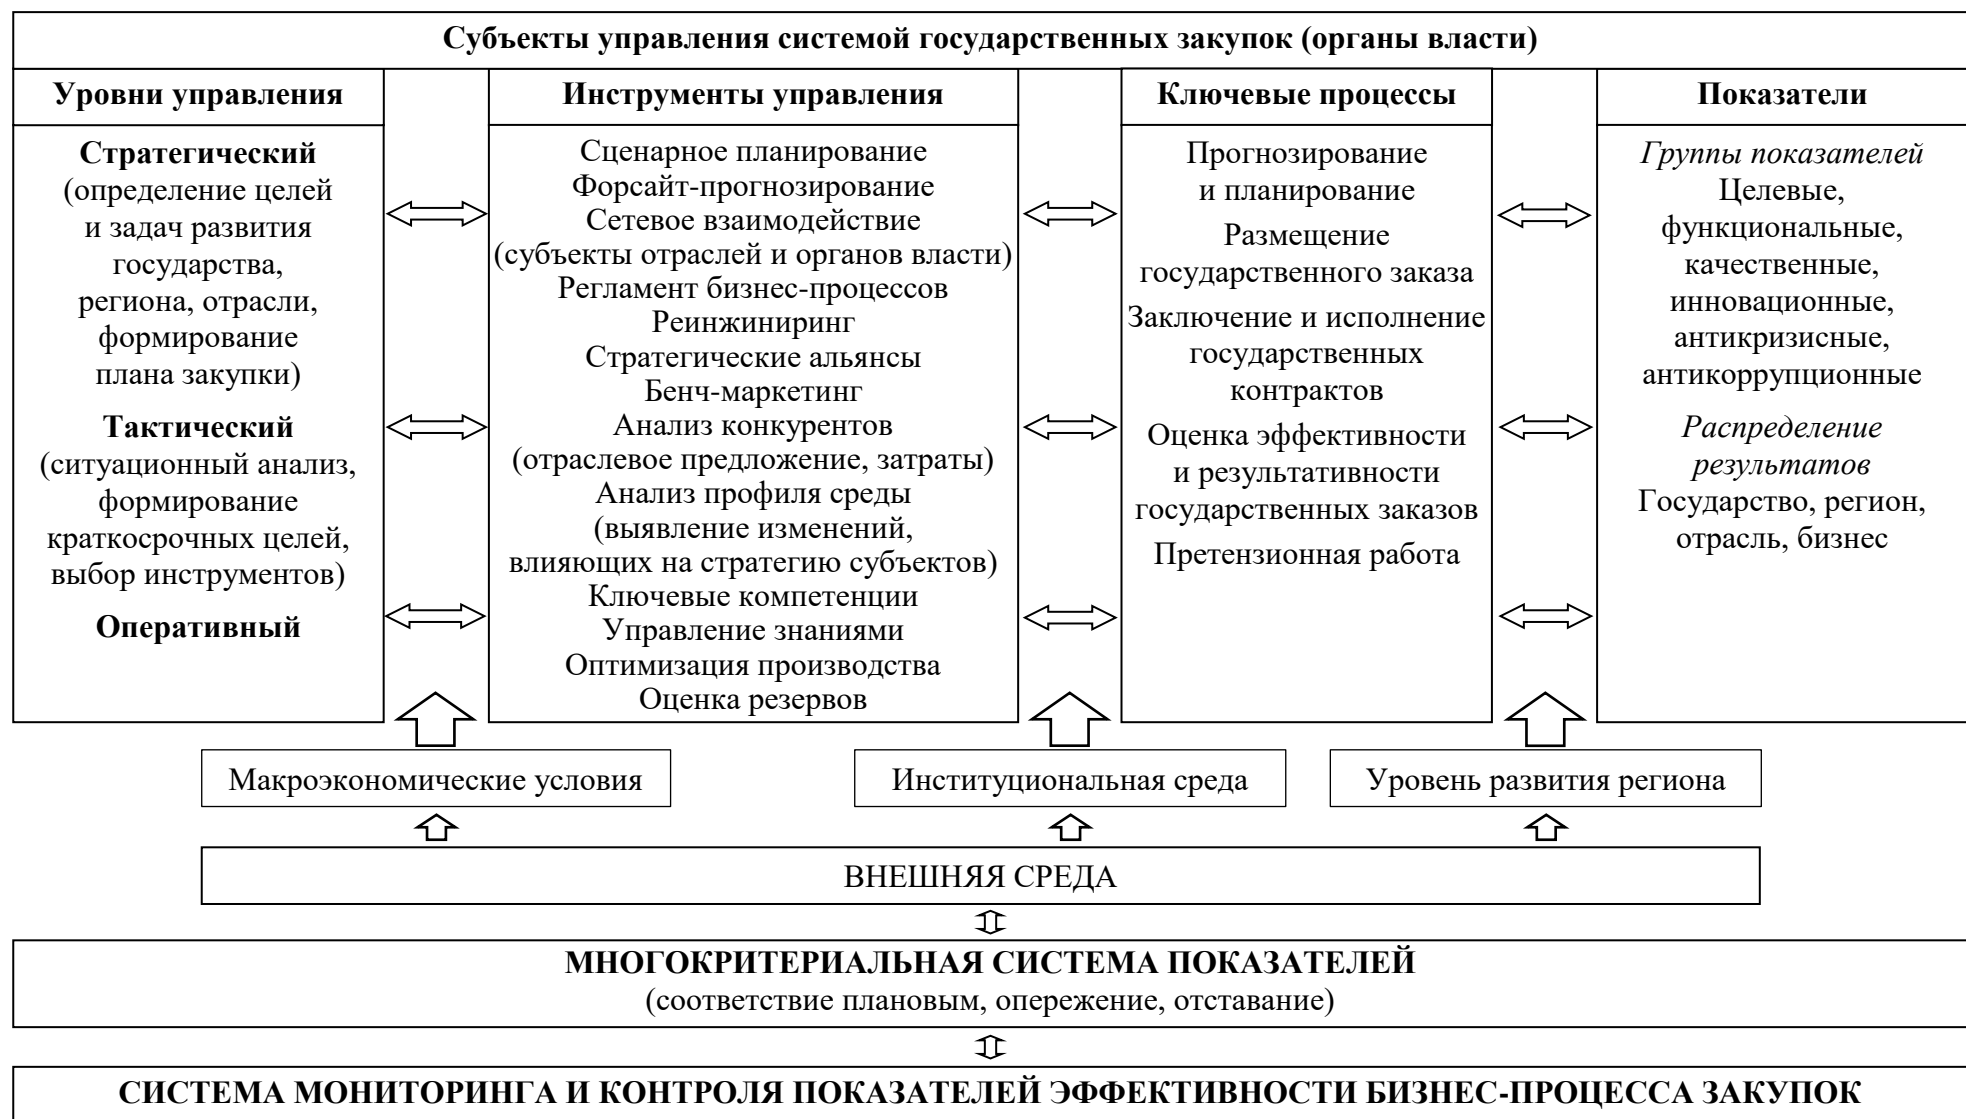 Субъекты управления системой государственных закупок (органы власти)
Уровни управления
Стратегический
(определение целей
и задач развития
государства,
региона, отрасли,
формирование
плана закупки)
Тактический
(ситуационный анализ,
формирование
краткосрочных целей,
выбор инструментов)
Оперативный
Инструменты управления
Сценарное планирование
Форсайт-прогнозирование
Сетевое взаимодействие
(субъекты отраслей и органов власти)
Регламент бизнес-процессов
Реинжиниринг
Стратегические альянсы
Бенч-маркетинг
Анализ конкурентов
(отраслевое предложение, затраты)
Анализ профиля среды
(выявление изменений,
влияющих на стратегию субъектов)
Ключевые компетенции
Управление знаниями
Оптимизация производства
Оценка резервов
Ключевые процессы
Прогнозирование
и планирование
Размещение
государственного заказа
Заключение и исполнение
государственных
контрактов
Оценка эффективности
и результативности
государственных заказов
Претензионная работа
Показатели
Группы показателей
Целевые,
функциональные,
качественные,
инновационные,
антикризисные,
антикоррупционные
Распределение
результатов
Государство, регион,
отрасль, бизнес
Макроэкономические условия
Институциональная среда
Уровень развития региона
ВНЕШНЯЯ СРЕДА
МНОГОКРИТЕРИАЛЬНАЯ СИСТЕМА ПОКАЗАТЕЛЕЙ
(соответствие плановым, опережение, отставание)
СИСТЕМА МОНИТОРИНГА И КОНТРОЛЯ ПОКАЗАТЕЛЕЙ ЭФФЕКТИВНОСТИ БИЗНЕС-ПРОЦЕССА ЗАКУПОК